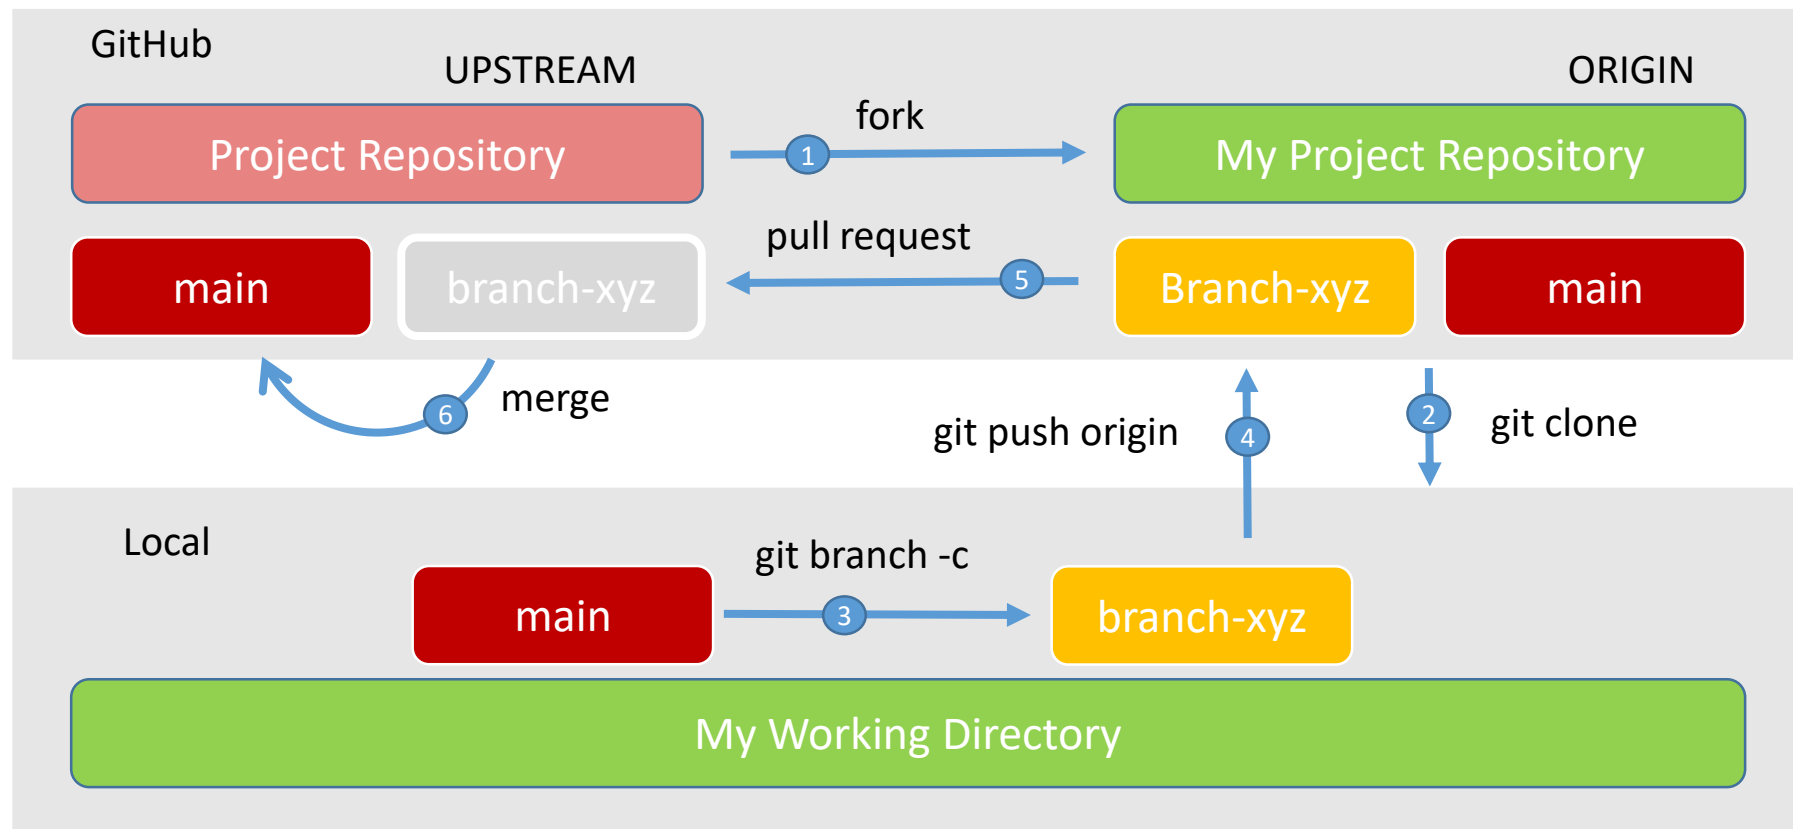 GitHub
UPSTREAM
ORIGIN
Project Repository
1
fork
My Project Repository
main
branch-xyz
pull request
5
Branch-xyz
main
6
merge
git push origin
4
2
git clone
Local
main
git branch -c
3
branch-xyz
My Working Directory